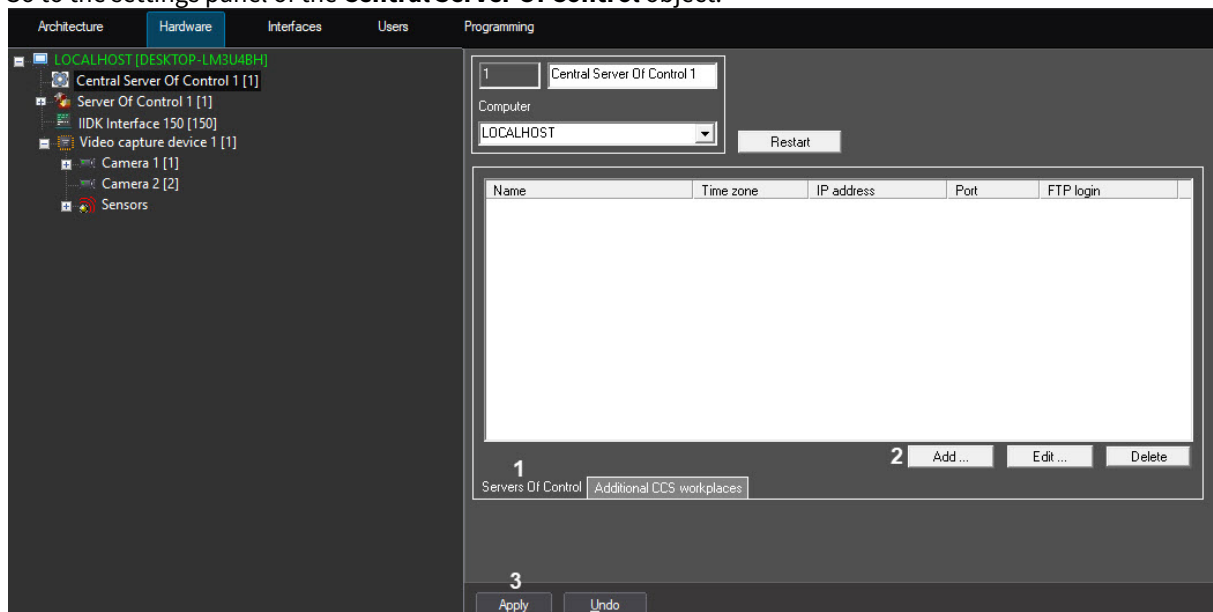 Go to the settings panel of the Central Server Of Control object.
Architecture Hardware Interfaces Users Programming
LOCALHOST [DESKTOP-LM3U4BH]
Central Server Of Control 1 [1]
Server Of Control 1 [1]
IIDK Interface 150 [150]
Video capture device 1 [1]
Camera 1 [1]
Camera 2 [2]
Sensors
1 Central Server Of Control 1
Computer
LOCALHOST Restart
Name Time zone IP address Port FTP login
2 Add ... Edit ... Delete
1
Servers Of Control Additional CCS workplaces
3
Apply Undo